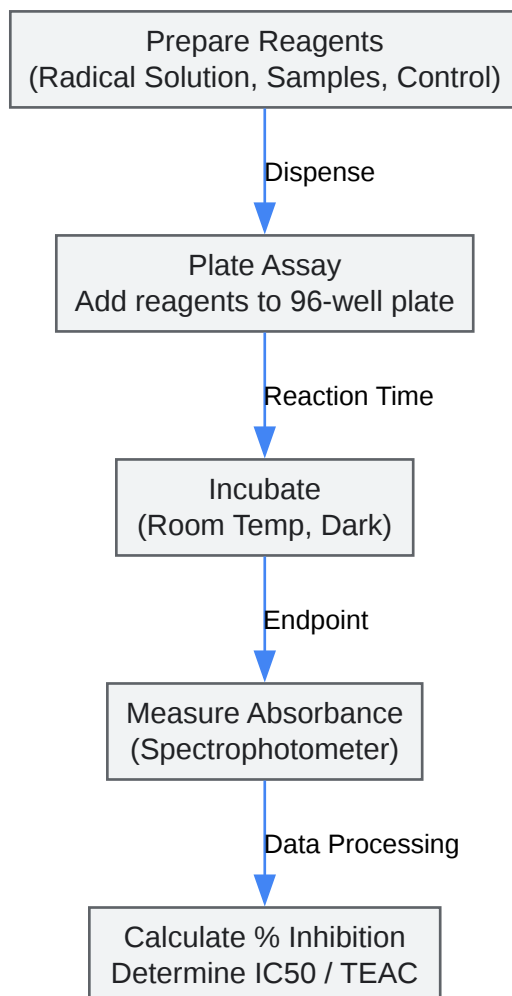 Prepare Reagents
(Radical Solution, Samples, Control)
Dispense
Plate Assay
Add reagents to 96-well plate
Reaction Time
Incubate
(Room Temp, Dark)
Endpoint
Measure Absorbance
(Spectrophotometer)
Data Processing
Calculate % Inhibition
Determine IC50 / TEAC